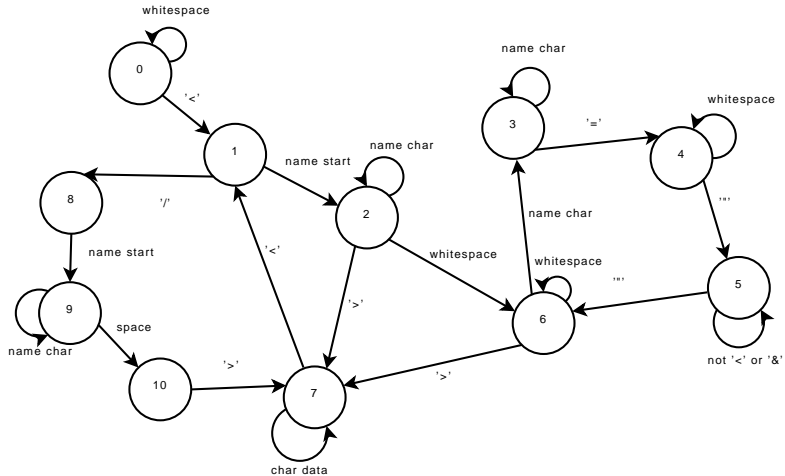 whitespace
0
'<'
name char
3
'='
whitespace
4
'"'
1
name start
name char
2
8
'/'
name start
'<'
whitespace
name char
whitespace
'"'
5
6
not '<' or '&'
9
name char
space
'>'
10
'>'
7
'>'
char data